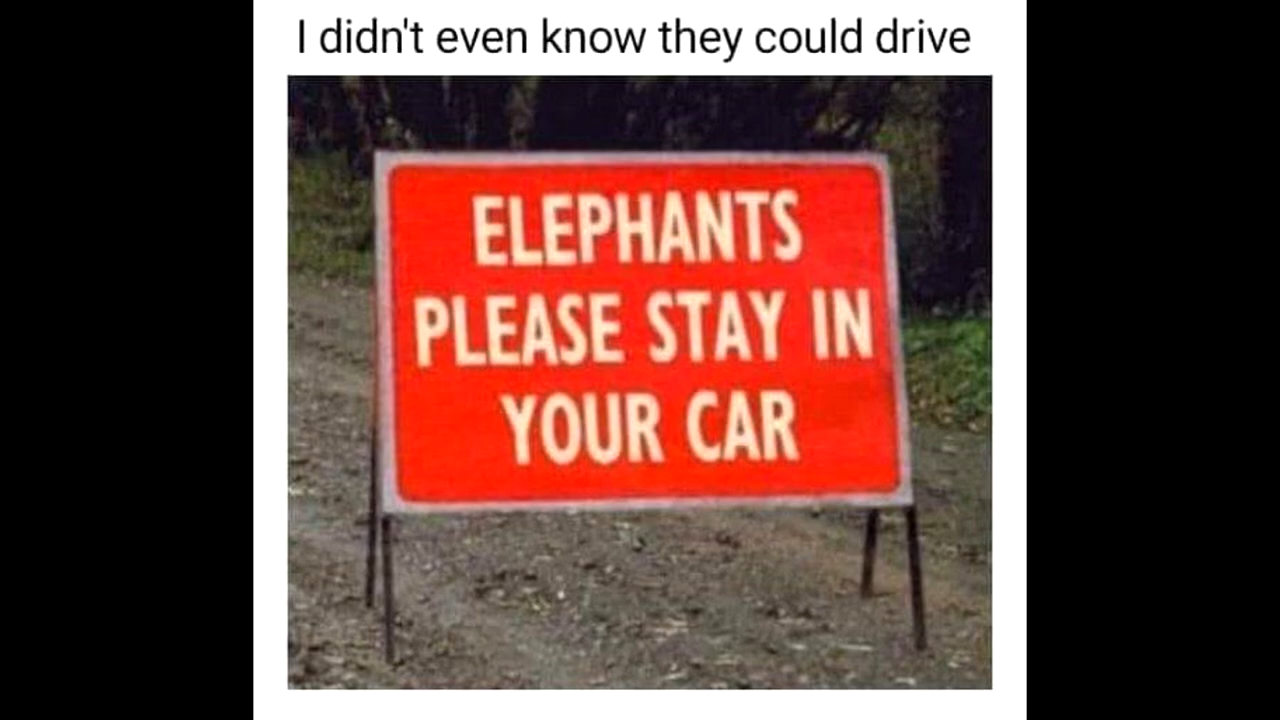 I didn't even know they could drive
ELEPHANTS
PLEASE STAY IN
YOUR CAR